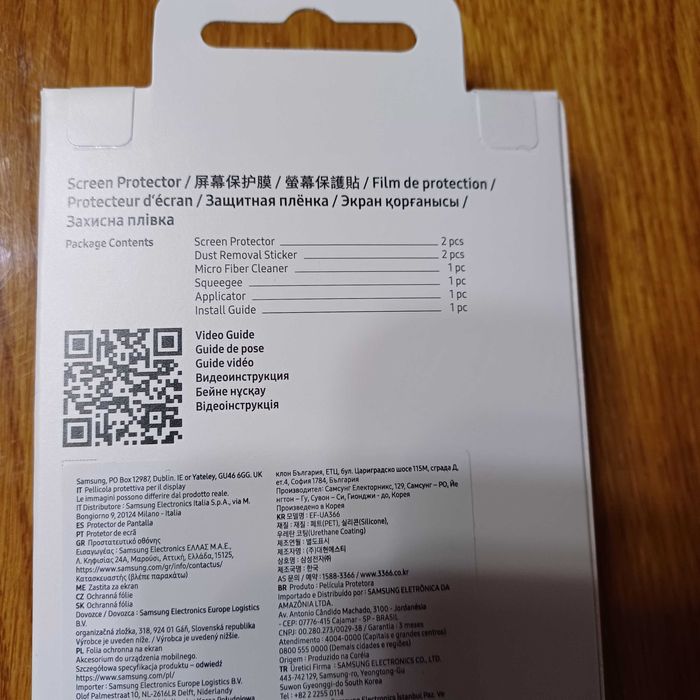 Screen Protector / 屏幕保护膜 / 螢幕保護貼 / Film de protection /
Protecteur d'écran / Защитная плёнка / Экран қорғанысы /
Захисна плівка
Package Contents
Screen Protector 2 pcs
Dust Removal Sticker 2 pcs
Micro Fiber Cleaner 1 pc
Squeegee 1 pc
Applicator 1 pc
Install Guide 1 pc
Video Guide
Guide de pose
Guide vidéo
Видеоинструкция
Бейне нұсқау
Відеоінструкція
Samsung, PO Box 12987, Dublin. IE or Yateley, GU46 6GG. UK
IT Pellicola protettiva per il display
Le immagini possono differire dal prodotto reale.
IT Distributore : Samsung Electronics Italia S.p.A., via M.
Bongiorno 9, 20124 Milano - Italia
ES Protector de Pantalla
PT Protetor de ecrã
GR Προστατευτικό οθόνης
Εισαγωγέας : Samsung Electronics ΕΛΛΑΣ Μ.Α.Ε.,
Λ. Κηφισίας 24Α, Μαρούσι, Αττική, Ελλάδα, 15125,
https://www.samsung.com/gr/info/contactus/
Κατασκευαστής (βλέπε παρακάτω)
ME Zastita za ekran
CZ Ochranná fólie
SK Ochranná fólie
Dovozce / Dovozca : Samsung Electronics Europe Logistics
B.V.
organizačná zložka, 318, 924 01 Gáň, Slovenská republika
Výrobce je uveden níže. / Výrobca je uvedený nižšie.
PL Folia ochronna na ekran
Akcesorium do urządzenia mobilnego.
Szczegółowa specyfikacja produktu – odwiedź
https://www.samsung.com/pl/
Importer : Samsung Electronics Europe Logistics B.V.
Olof Palmestraat 10, NL-2616LR Delft, Niderlandy
клон България, ЕТЦ, бул. Цариградско шосе 115М, сграда Д,
ет.4, София 1784, България
Производител: Самсунг Електорникс, 129, Самсунг – РО, Йе
нгтон – Гу, Сувон – Си, Гионджи - до, Корея
Произведено в Корея
KR 모델명 : EF-UA366
재질 : 재질: 페트(PET), 실리콘(Silicone),
우레탄 코팅(Urethane Coating)
제조연월 : 별도표시
제조자명 : (주)대현에스티
상호명 : 삼성전자㈜
제조국명 : 한국
AS 문의 / 예약 : 1588-3366 / www.3366.co.kr
BR Produto : Película Protetora
Importado e Distribuído por : SAMSUNG ELETRÔNICA DA
AMAZÔNIA LTDA.
Av. Antonio Cândido Machado, 3100 - Jordanésia
- CEP: 07776-415 Cajamar - SP - BRASIL
CNPJ: 00.280.273/0029-38 / Garantia : 3 meses
Atendimento: 4004-0000 (Capitais e grandes centros)
0800 555 0000 (Demais cidades e regiões)
Origem : Produzido na Coréia
TR Üretici Firma : SAMSUNG ELECTRONICS CO., LTD
443-742 129, Samsung-ro, Yeongtong-Gu
Suwon Gyeonggi-do South Korea
Tel : +82 2 2255 0114